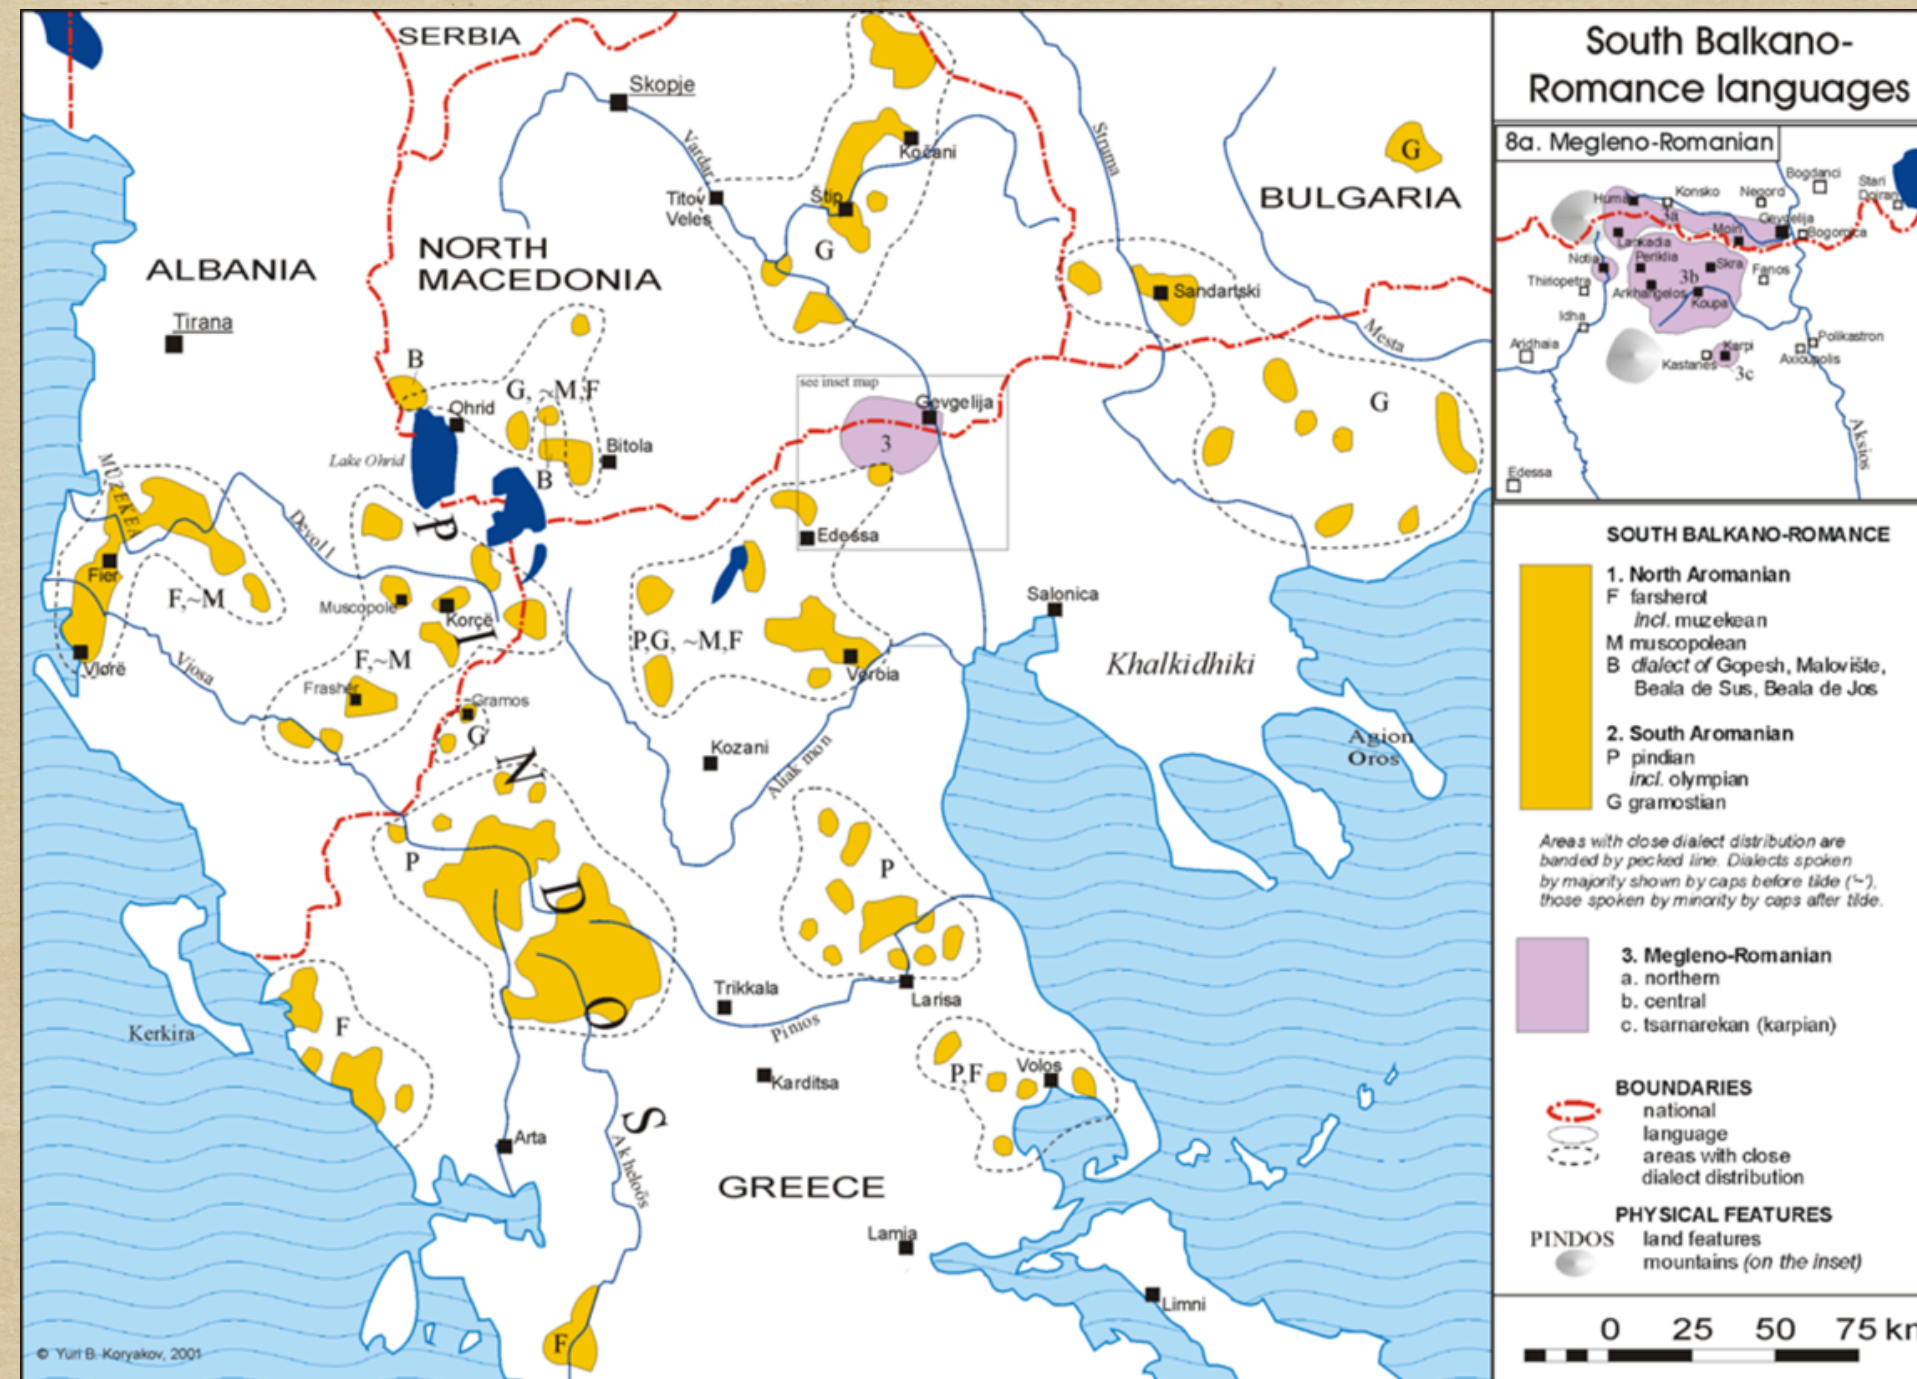 SERBIA
Skopje
Vardar
Kočani
Štip
Titov
Veles
G
Struma
G
BULGARIA
ALBANIA
NORTH
MACEDONIA
Tirana
Sandartski
Mesta
B
G, ~M,F
see inset map
Gevgelija
G
Ohrid
Bitola
3
Lake Ohrid
B
MUZEKEA
Devoll
P
Edessa
Fier
F,~M
Muscopole
Korçë
I
Salonica
P,G, ~M,F
Vlorë
Vjosa
F,~M
Veroia
Khalkidhiki
Frasher
Gramos
G
N
Kozani
Aliakmon
Agion
Oros
P
D
P
Trikkala
Larisa
O
Pinios
Kerkira
F
P,F
Volos
Karditsa
S
Arta
Akheloös
GREECE
Lamia
Limni
F
© Yuri B. Koryakov, 2001
South Balkano-
Romance languages
8a. Megleno-Romanian
Bogdanci
Stari
Dojran
Huma
Konsko
Negorci
3a
Gevgelija
Lankadia
Moin
Bogorojca
Notia
Periklia
Skra
3b
Fanos
Thiriopetra
Arkhangelos
Koupa
Idha
Aridhaia
Polikastron
Karpi
Axioupolis
Kastanes
3c
Aksios
Edessa
SOUTH BALKANO-ROMANCE
1. North Aromanian
F farsherot
incl. muzekean
M muscopolean
B dialect of Gopesh, Malovište,
Beala de Sus, Beala de Jos
2. South Aromanian
P pindian
incl. olympian
G gramostian
Areas with close dialect distribution are
banded by pecked line. Dialects spoken
by majority shown by caps before tilde ('~'),
those spoken by minority by caps after tilde.
3. Megleno-Romanian
a. northern
b. central
c. tsarnarekan (karpian)
BOUNDARIES
national
language
areas with close
dialect distribution
PHYSICAL FEATURES
PINDOS land features
mountains (on the inset)
0 25 50 75 km